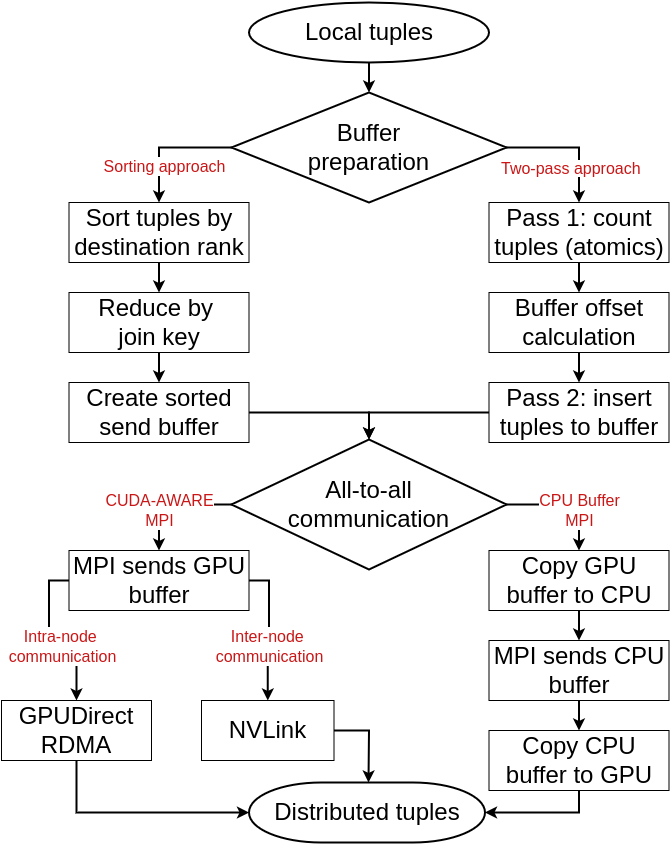 Local tuples
Buffer
preparation
Sorting approach
Two-pass approach
Sort tuples by
destination rank
Pass 1: count
tuples (atomics)
Reduce by
join key
Buffer offset
calculation
Create sorted
send buffer
Pass 2: insert
tuples to buffer
All-to-all
communication
CUDA-AWARE
MPI
CPU Buffer
MPI
MPI sends GPU
buffer
Copy GPU
buffer to CPU
Intra-node
communication
Inter-node
communication
MPI sends CPU
buffer
GPUDirect
RDMA
NVLink
Copy CPU
buffer to GPU
Distributed tuples